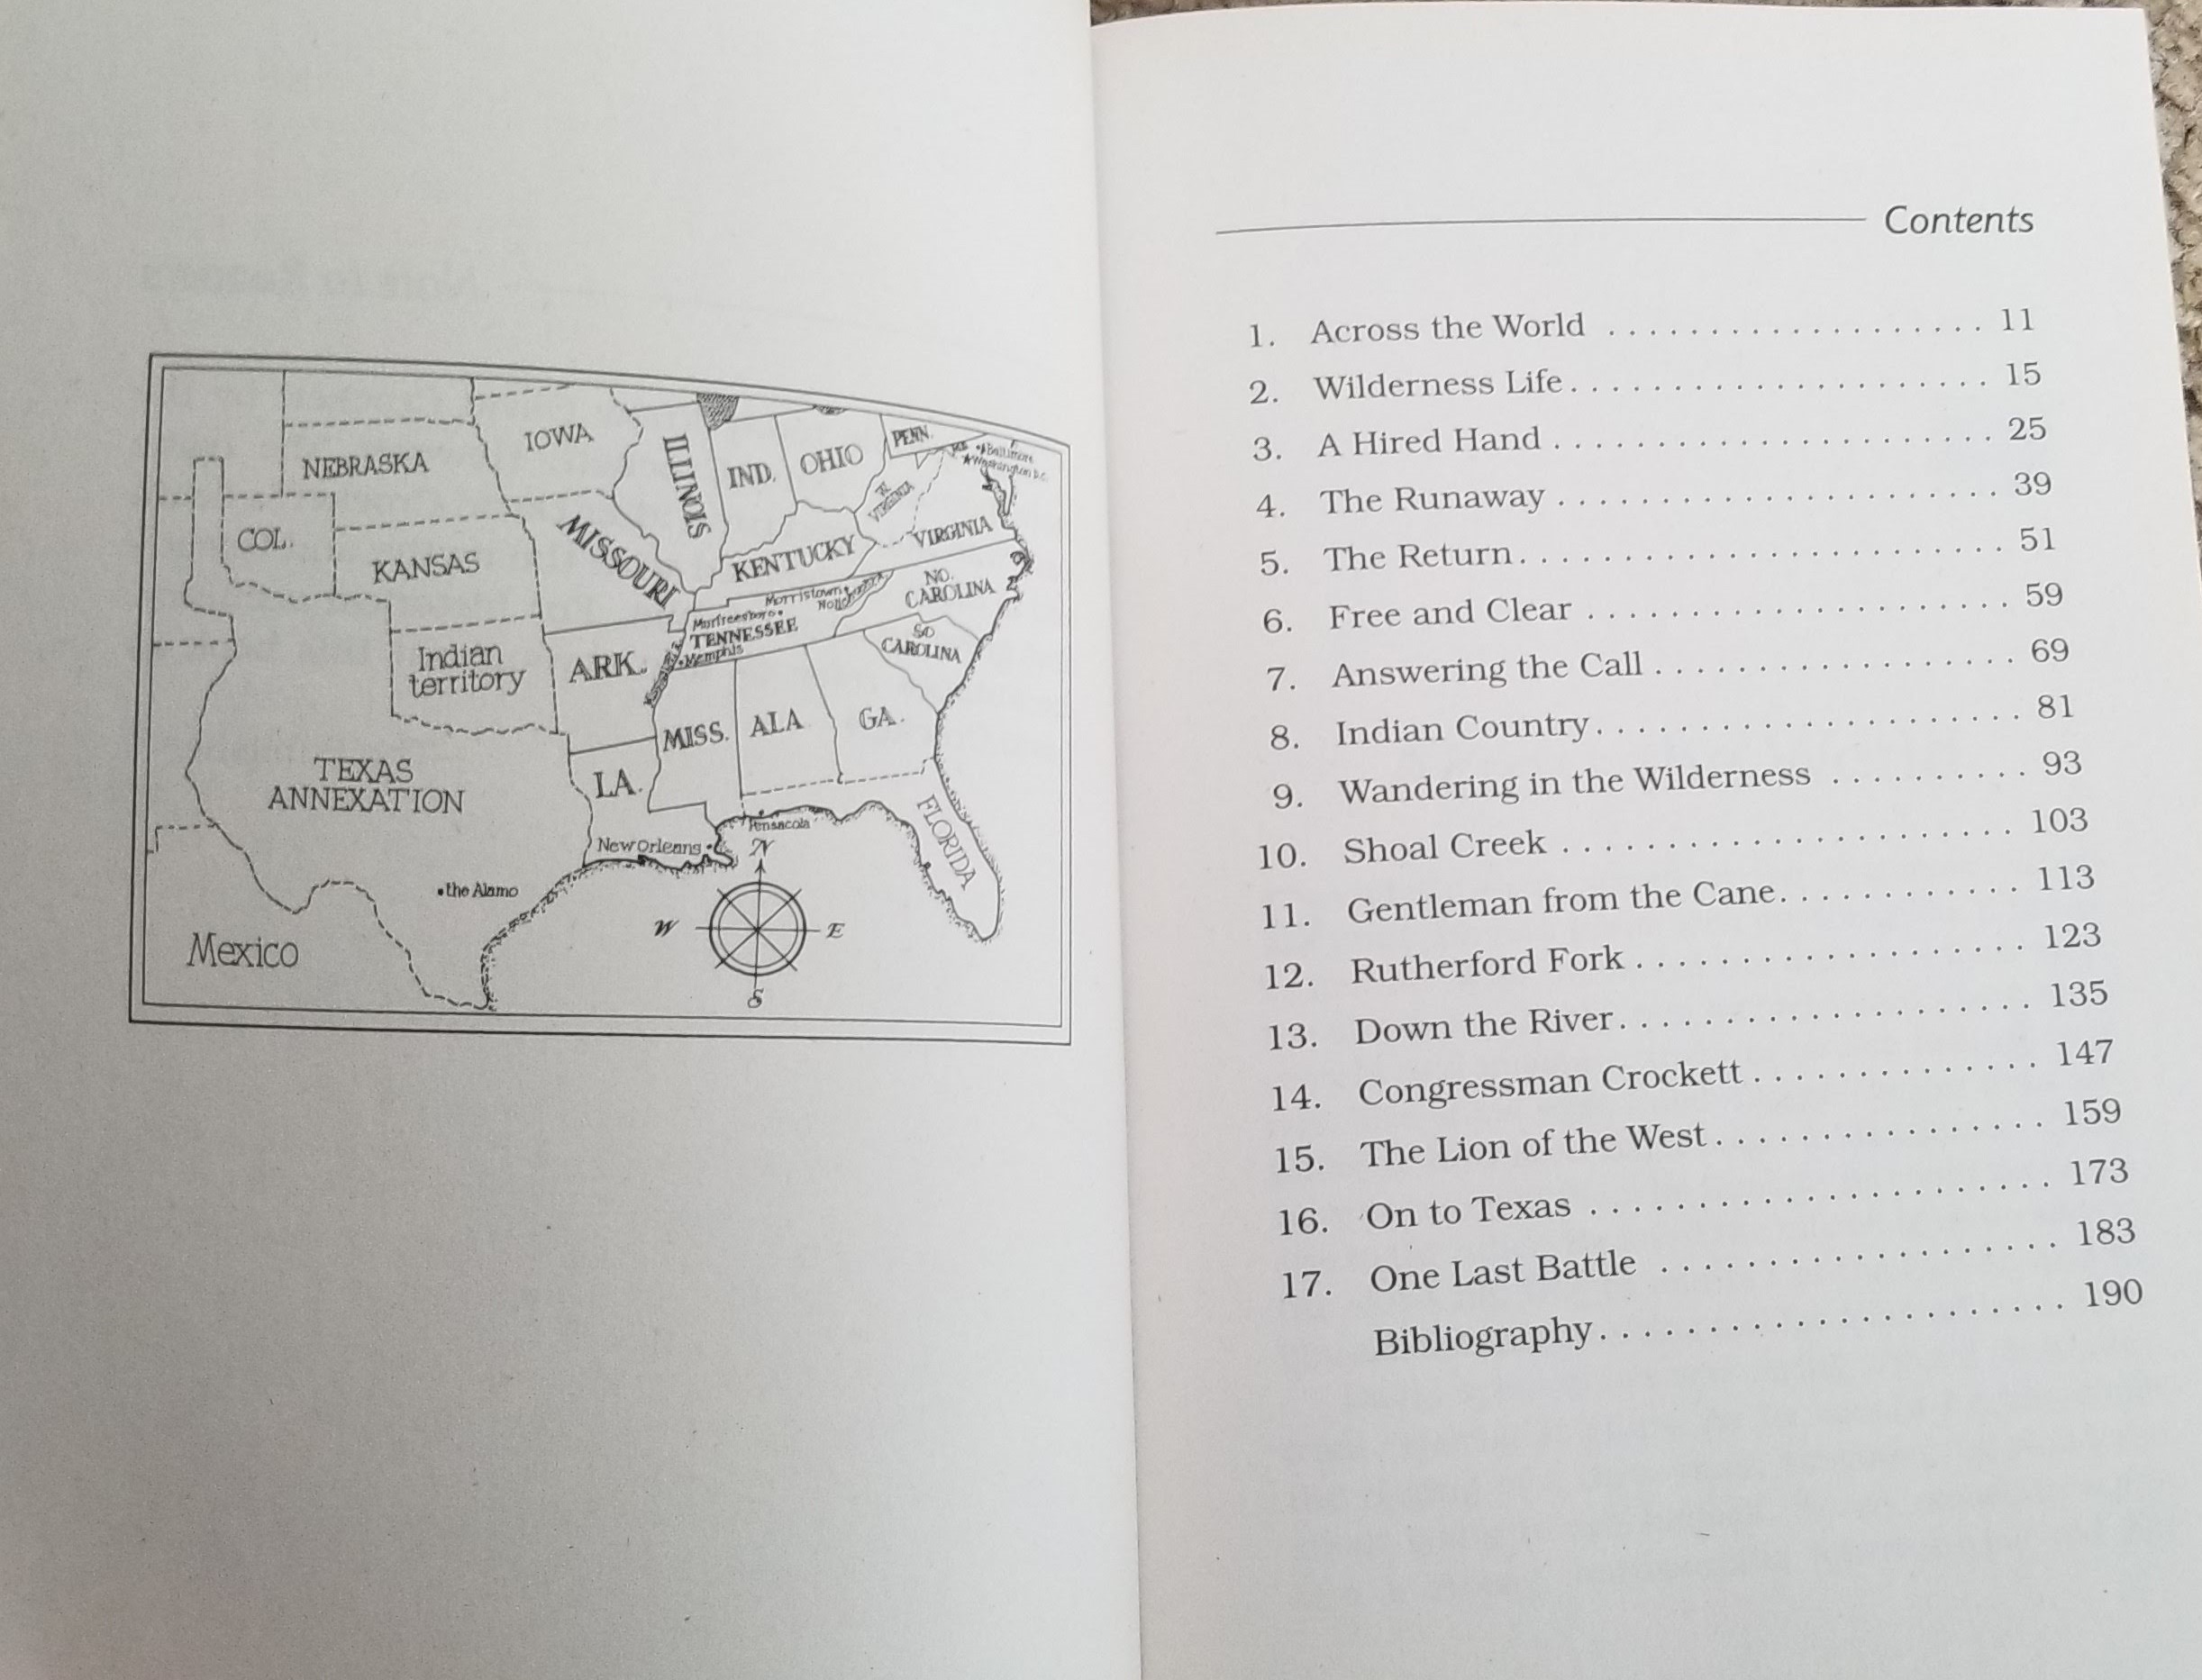 NEBRASKA
IOWA
ILLINOIS
IND.
OHIO
PENN.
Baltimore
Washington D.C.
COL.
KANSAS
MISSOURI
KENTUCKY
W. VIRGINIA
VIRGINIA
Morristown
NO.
CAROLINA
Murfreesboro
TENNESSEE
Memphis
SO
CAROLINA
Indian
territory
ARK.
MISS.
ALA
GA.
TEXAS
ANNEXATION
LA.
FLORIDA
New Orleans
Pensacola
the Alamo
Mexico
N
W
E
S
Contents
1. Across the World . . . . . . . . . . . . . . . . . . . 11
2. Wilderness Life . . . . . . . . . . . . . . . . . . . . . 15
3. A Hired Hand . . . . . . . . . . . . . . . . . . . . . . 25
4. The Runaway . . . . . . . . . . . . . . . . . . . . . . 39
5. The Return . . . . . . . . . . . . . . . . . . . . . . . . 51
6. Free and Clear . . . . . . . . . . . . . . . . . . . . . 59
7. Answering the Call . . . . . . . . . . . . . . . . . . 69
8. Indian Country . . . . . . . . . . . . . . . . . . . . . 81
9. Wandering in the Wilderness . . . . . . . . . . 93
10. Shoal Creek . . . . . . . . . . . . . . . . . . . . . . 103
11. Gentleman from the Cane . . . . . . . . . . . . 113
12. Rutherford Fork . . . . . . . . . . . . . . . . . . . 123
13. Down the River . . . . . . . . . . . . . . . . . . . . 135
14. Congressman Crockett . . . . . . . . . . . . . . 147
15. The Lion of the West . . . . . . . . . . . . . . . . 159
16. On to Texas . . . . . . . . . . . . . . . . . . . . . . 173
17. One Last Battle . . . . . . . . . . . . . . . . . . . 183
Bibliography . . . . . . . . . . . . . . . . . . . . . . 190